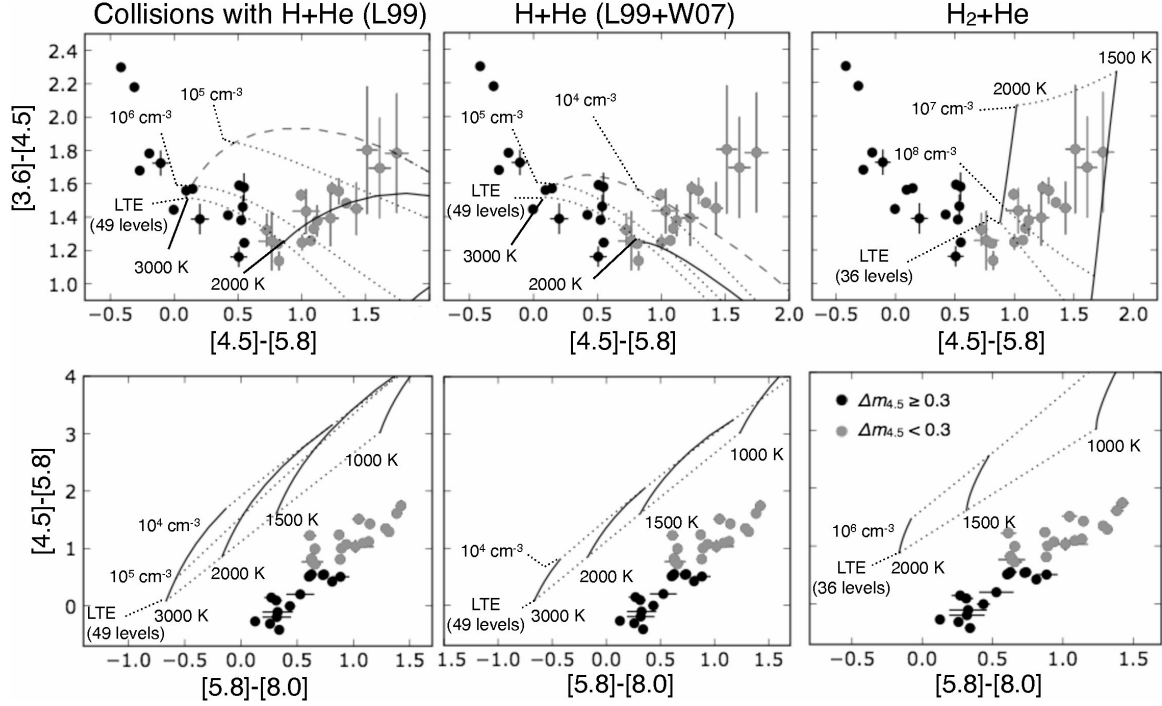 Collisions with H+He (L99)
H+He (L99+W07)
H₂+He
[3.6]-[4.5]
2.4
2.2
2.0
1.8
1.6
1.4
1.2
1.0
10⁵ cm⁻³
10⁶ cm⁻³
LTE
(49 levels)
3000 K
2000 K
−0.5 0.0 0.5 1.0 1.5
[4.5]-[5.8]
10⁴ cm⁻³
10⁵ cm⁻³
LTE
(49 levels)
3000 K
2000 K
−0.5 0.0 0.5 1.0 1.5 2.0
[4.5]-[5.8]
1500 K
2000 K
10⁷ cm⁻³
10⁸ cm⁻³
LTE
(36 levels)
−0.5 0.0 0.5 1.0 1.5 2.0
[4.5]-[5.8]
[4.5]-[5.8]
4
3
2
1
0
1000 K
1500 K
10⁴ cm⁻³
2000 K
10⁵ cm⁻³
LTE
(49 levels)
3000 K
−1.0 −0.5 0.0 0.5 1.0 1.5
[5.8]-[8.0]
1000 K
1500 K
10⁴ cm⁻³
2000 K
LTE
(49 levels)
3000 K
1.5 −1.0 −0.5 0.0 0.5 1.0 1.5
[5.8]-[8.0]
Δm₄.₅ ≥ 0.3
Δm₄.₅ < 0.3
1000 K
1500 K
10⁶ cm⁻³
2000 K
LTE
(36 levels)
−0.5 0.0 0.5 1.0 1.5
[5.8]-[8.0]